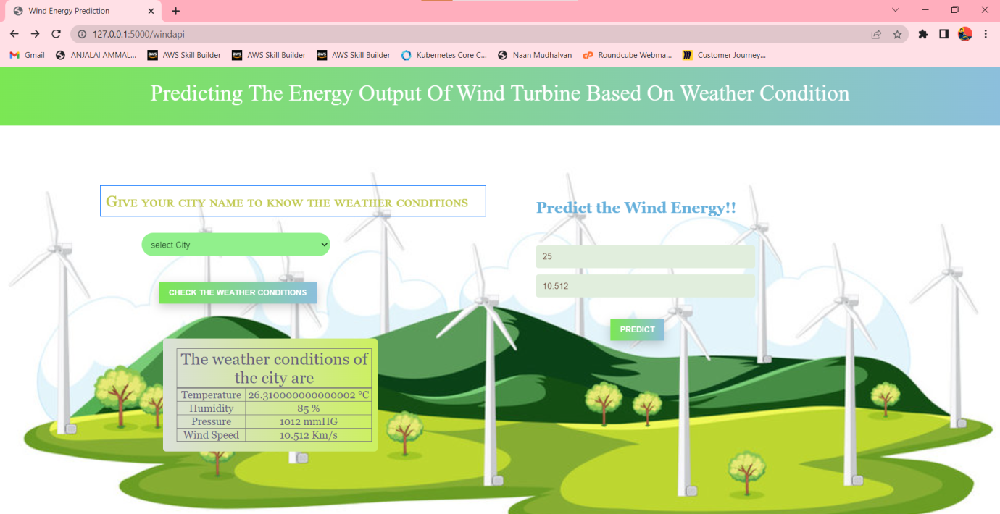 Wind Energy Prediction
127.0.0.1:5000/windapi
Gmail
ANJALAI AMMAL...
AWS Skill Builder
AWS Skill Builder
AWS Skill Builder
Kubernetes Core C...
Naan Mudhalvan
Roundcube Webma...
Customer Journey...
Predicting The Energy Output Of Wind Turbine Based On Weather Condition
Give your city name to know the weather conditions
select City
CHECK THE WEATHER CONDITIONS
The weather conditions of
the city are
Temperature 26.310000000000002 °C
Humidity 85 %
Pressure 1012 mmHG
Wind Speed 10.512 Km/s
Predict the Wind Energy!!
25
10.512
PREDICT